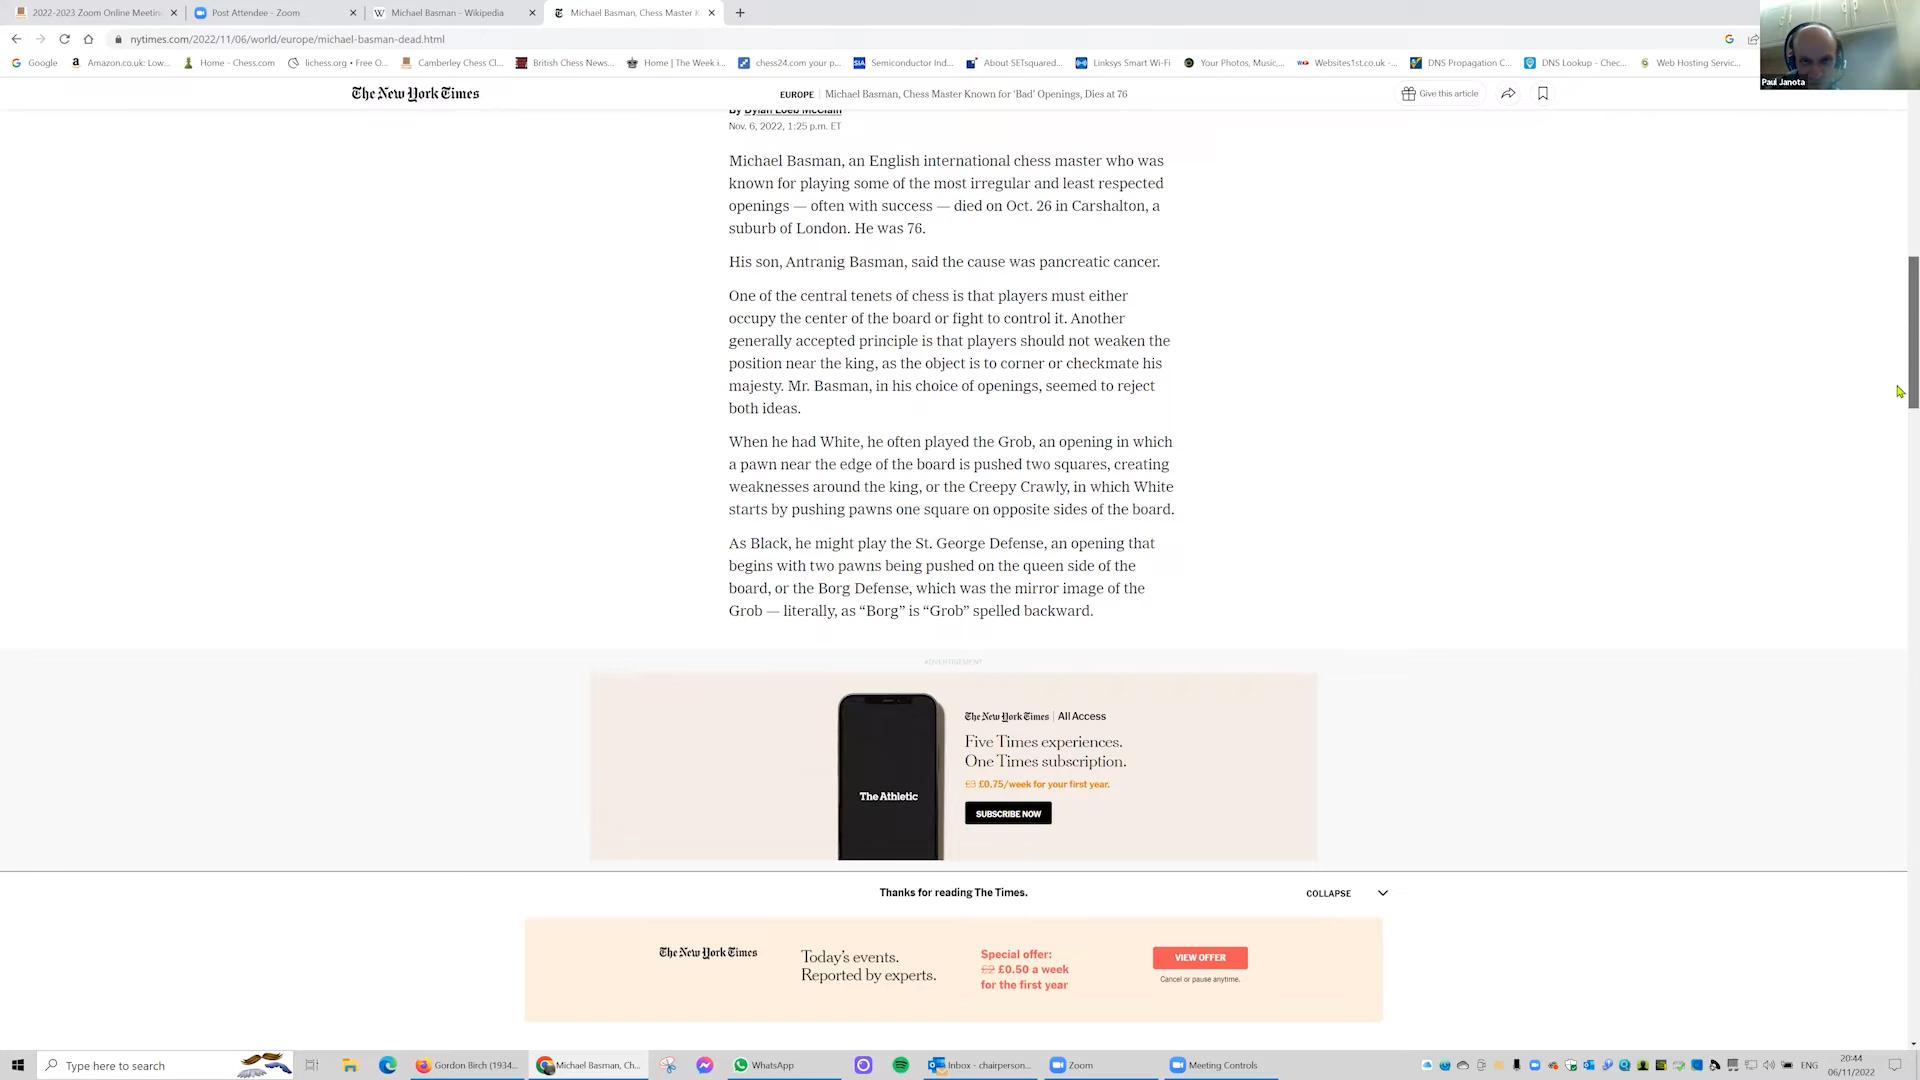 2022-2023 Zoom Online Meetin
Post Attendee - Zoom
Michael Basman - Wikipedia
Michael Basman, Chess Master K
nytimes.com/2022/11/06/world/europe/michael-basman-dead.html
Google
Amazon.co.uk: Low...
Home - Chess.com
lichess.org • Free O...
Camberley Chess Cl...
British Chess News...
Home | The Week i...
chess24.com your p...
Semiconductor Ind...
About SETsquared...
Linksys Smart Wi-Fi
Your Photos, Music,...
Websites1st.co.uk -...
DNS Propagation C...
DNS Lookup - Chec...
Web Hosting Servic...
Paul Janota
The New York Times
EUROPE | Michael Basman, Chess Master Known for 'Bad' Openings, Dies at 76
Give this article
By Dylan Loeb McClain
Nov. 6, 2022, 1:25 p.m. ET
Michael Basman, an English international chess master who was
known for playing some of the most irregular and least respected
openings — often with success — died on Oct. 26 in Carshalton, a
suburb of London. He was 76.
His son, Antranig Basman, said the cause was pancreatic cancer.
One of the central tenets of chess is that players must either
occupy the center of the board or fight to control it. Another
generally accepted principle is that players should not weaken the
position near the king, as the object is to corner or checkmate his
majesty. Mr. Basman, in his choice of openings, seemed to reject
both ideas.
When he had White, he often played the Grob, an opening in which
a pawn near the edge of the board is pushed two squares, creating
weaknesses around the king, or the Creepy Crawly, in which White
starts by pushing pawns one square on opposite sides of the board.
As Black, he might play the St. George Defense, an opening that
begins with two pawns being pushed on the queen side of the
board, or the Borg Defense, which was the mirror image of the
Grob — literally, as “Borg” is “Grob” spelled backward.
ADVERTISEMENT
The Athletic
The New York Times | All Access
Five Times experiences.
One Times subscription.
£3 £0.75/week for your first year.
SUBSCRIBE NOW
Thanks for reading The Times.
COLLAPSE
The New York Times
Today's events.
Reported by experts.
Special offer:
£2 £0.50 a week
for the first year
VIEW OFFER
Cancel or pause anytime.
Type here to search
Gordon Birch (1934...
Michael Basman, Ch...
WhatsApp
Inbox - chairperson...
Zoom
Meeting Controls
ENG
20:44
06/11/2022